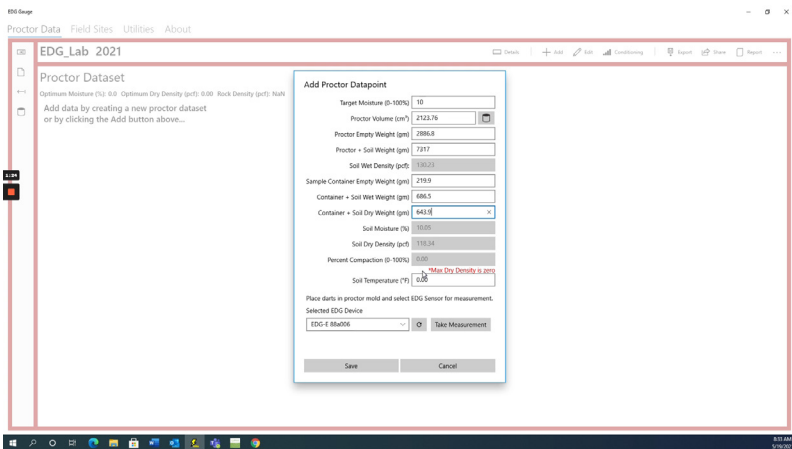 EDG Gauge
Proctor Data Field Sites Utilities About
EDG_Lab 2021
Details Add Edit Conditioning Export Share Report ...
Proctor Dataset
Optimum Moisture (%): 0.0 Optimum Dry Density (pcf): 0.00 Rock Density (pcf): NaN
Add data by creating a new proctor dataset
or by clicking the Add button above...
1:24
Add Proctor Datapoint
Target Moisture (0-100%) 10
Proctor Volume (cm³) 2123.76
Proctor Empty Weight (gm) 2886.8
Proctor + Soil Weight (gm) 7317
Soil Wet Density (pcf): 130.23
Sample Container Empty Weight (gm) 219.9
Container + Soil Wet Weight (gm) 686.5
Container + Soil Dry Weight (gm) 643.9
Soil Moisture (%) 10.05
Soil Dry Density (pcf) 118.34
Percent Compaction (0-100%) 0.00
*Max Dry Density is zero
Soil Temperature (°F) 0.00
Place darts in proctor mold and select EDG Sensor for measurement.
Selected EDG Device
EDG-E 88a006 Take Measurement
Save Cancel
8:33 AM